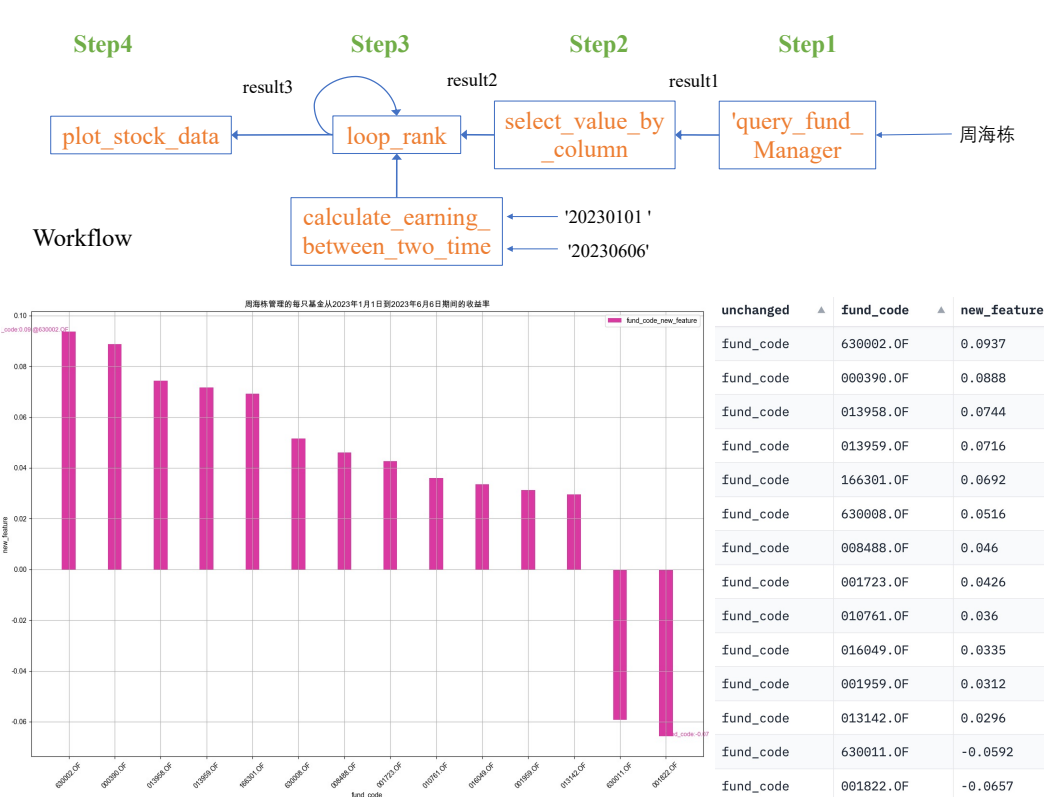 Step4
Step3
Step2
Step1
result3
result2
result1
plot_stock_data
loop_rank
select_value_by
_column
'query_fund_
Manager
周海栋
calculate_earning_
between_two_time
'20230101 '
'20230606'
Workflow
周海栋管理的每只基金从2023年1月1日到2023年6月6日期间的收益率
fund_code_new_feature
_code:0.09@630002.OF
0.10
0.08
0.06
0.04
0.02
0.00
-0.02
-0.04
-0.06
new_feature
630002.OF
000390.OF
013958.OF
013959.OF
166301.OF
630008.OF
008488.OF
001723.OF
010761.OF
016049.OF
001959.OF
013142.OF
630011.OF
001822.OF
fund_code
unchanged fund_code new_feature
fund_code 630002.OF 0.0937
fund_code 000390.OF 0.0888
fund_code 013958.OF 0.0744
fund_code 013959.OF 0.0716
fund_code 166301.OF 0.0692
fund_code 630008.OF 0.0516
fund_code 008488.OF 0.046
fund_code 001723.OF 0.0426
fund_code 010761.OF 0.036
fund_code 016049.OF 0.0335
fund_code 001959.OF 0.0312
fund_code 013142.OF 0.0296
fund_code 630011.OF -0.0592
fund_code 001822.OF -0.0657